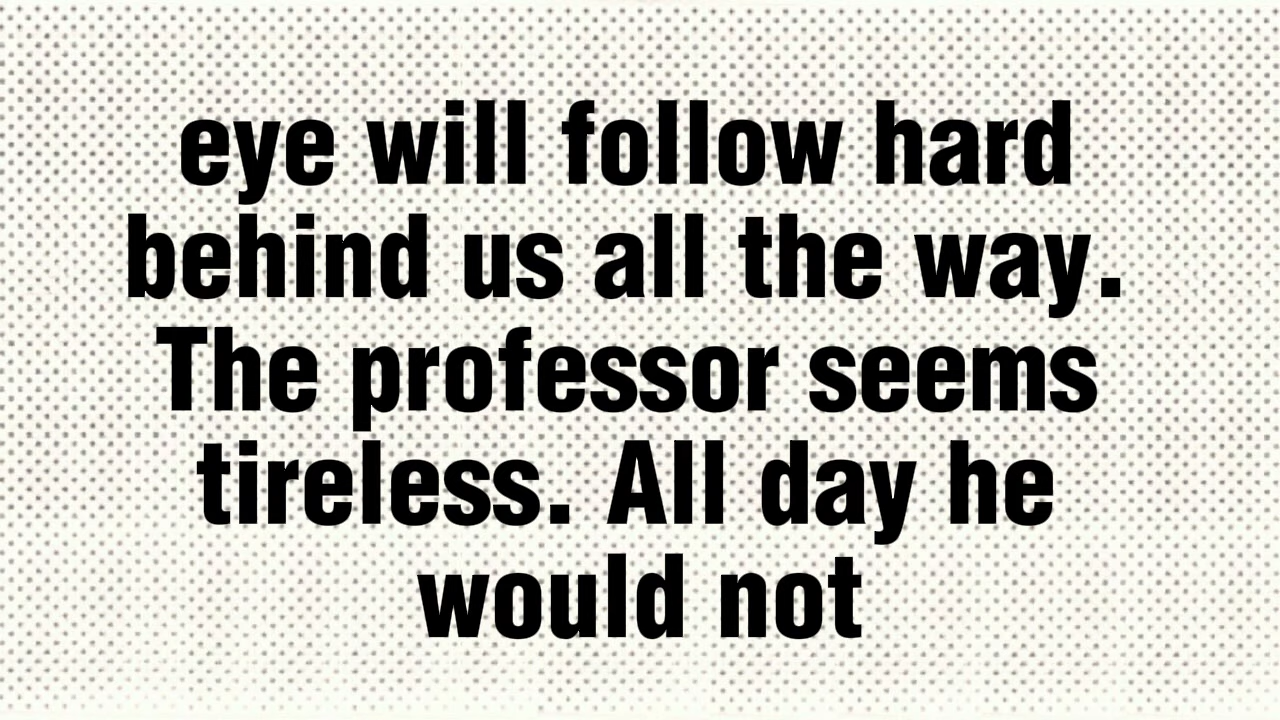 eye will follow hard
behind us all the way.
The professor seems
tireless. All day he
would not